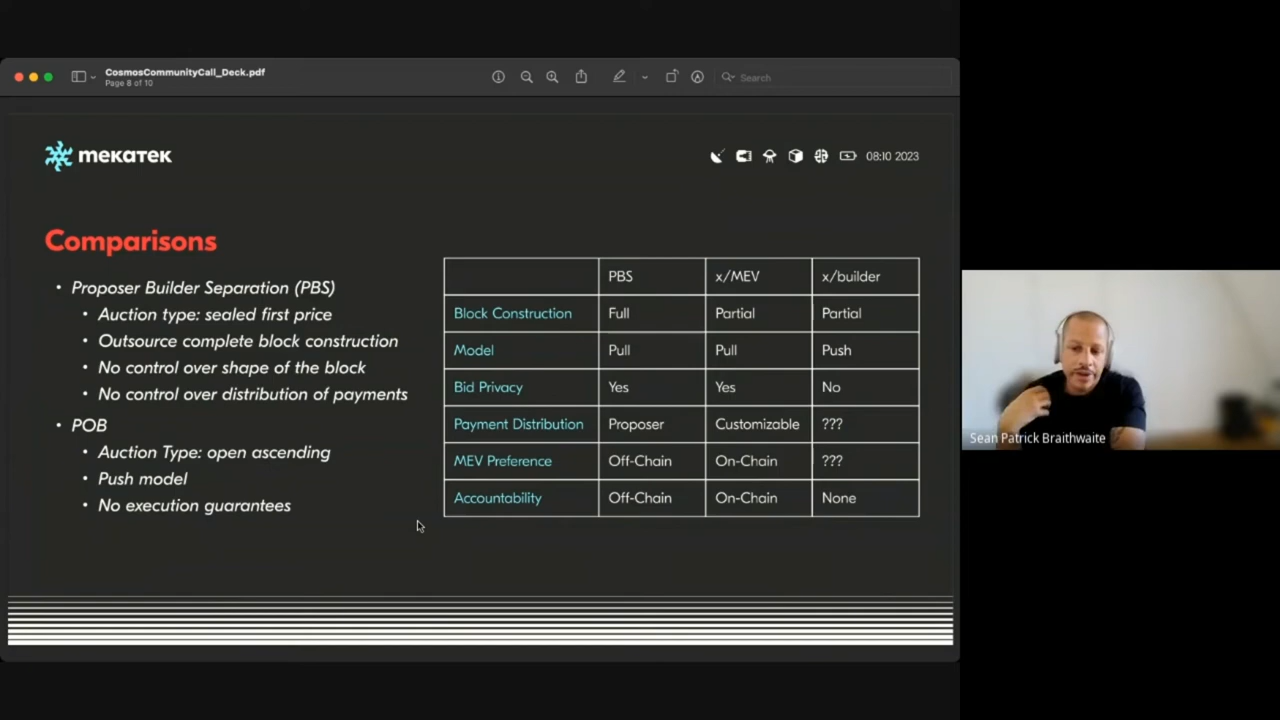 CosmosCommunityCall_Deck.pdf
Page 8 of 10
Search
mekatek
08:10 2023
Comparisons
• Proposer Builder Separation (PBS)
• Auction type: sealed first price
• Outsource complete block construction
• No control over shape of the block
• No control over distribution of payments
• POB
• Auction Type: open ascending
• Push model
• No execution guarantees
PBS x/MEV x/builder
Block Construction Full Partial Partial
Model Pull Pull Push
Bid Privacy Yes Yes No
Payment Distribution Proposer Customizable ???
MEV Preference Off-Chain On-Chain ???
Accountability Off-Chain On-Chain None
Sean Patrick Braithwaite